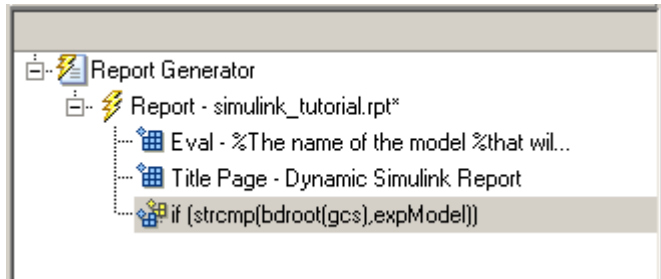 Report Generator
Report - simulink_tutorial.rpt*
Eval - %The name of the model %that wil...
Title Page - Dynamic Simulink Report
if (strcmp(bdroot(gcs),expModel))